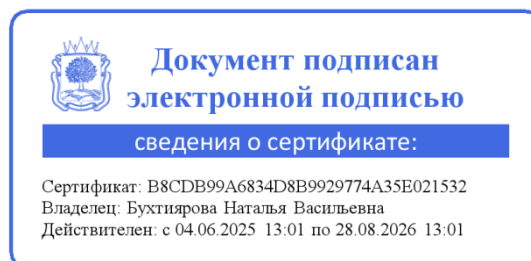 Документ подписан
электронной подписью
сведения о сертификате:
Сертификат: B8CDB99A6834D8B9929774A35E021532
Владелец: Бухтиярова Наталья Васильевна
Действителен: с 04.06.2025 13:01 по 28.08.2026 13:01